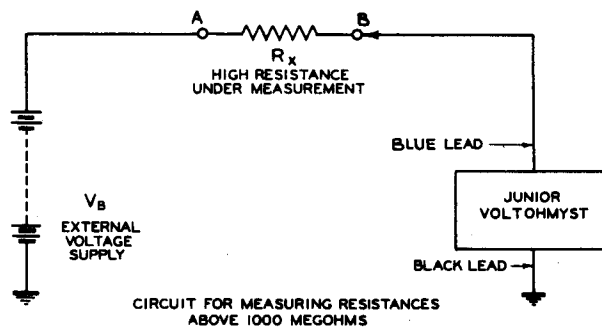 A
B
Rx
HIGH RESISTANCE
UNDER MEASUREMENT
BLUE LEAD
VB
EXTERNAL
VOLTAGE
SUPPLY
JUNIOR
VOLTOHMYST
BLACK LEAD
CIRCUIT FOR MEASURING RESISTANCES
ABOVE 1000 MEGOHMS